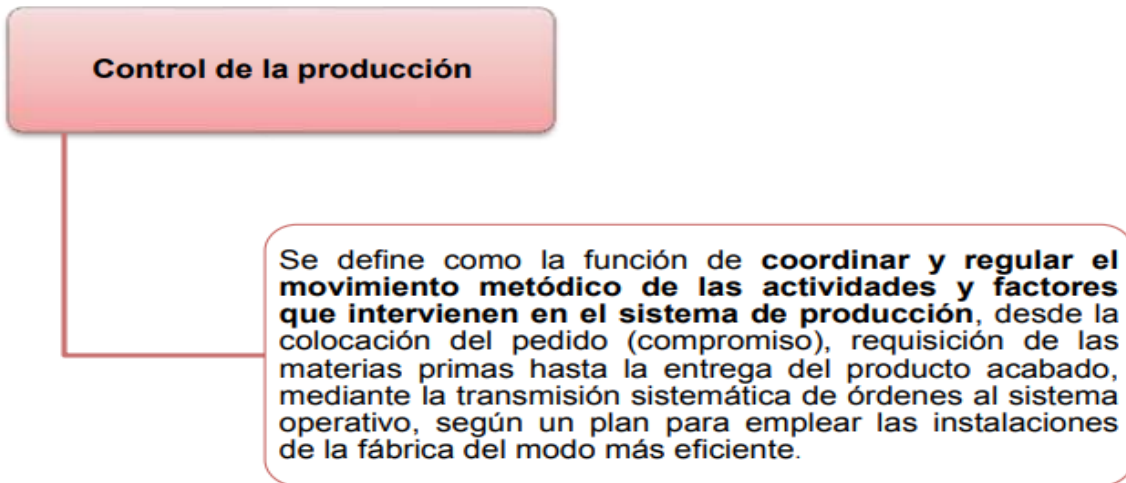 Control de la producción
Se define como la función de coordinar y regular el
movimiento metódico de las actividades y factores
que intervienen en el sistema de producción, desde la
colocación del pedido (compromiso), requisición de las
materias primas hasta la entrega del producto acabado,
mediante la transmisión sistemática de órdenes al sistema
operativo, según un plan para emplear las instalaciones
de la fábrica del modo más eficiente.